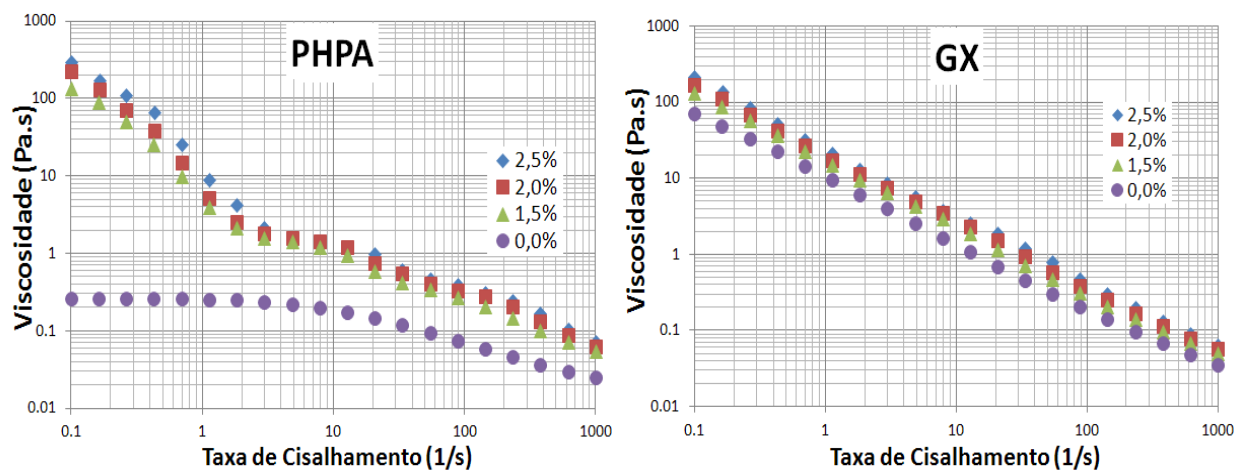 PHPA
Viscosidade (Pa.s)
1000
100
10
1
0.1
0.01
2,5%
2,0%
1,5%
0,0%
0.1 1 10 100 1000
Taxa de Cisalhamento (1/s)
GX
Viscosidade (Pa.s)
1000
100
10
1
0.1
0.01
2,5%
2,0%
1,5%
0,0%
0.1 1 10 100 1000
Taxa de Cisalhamento (1/s)